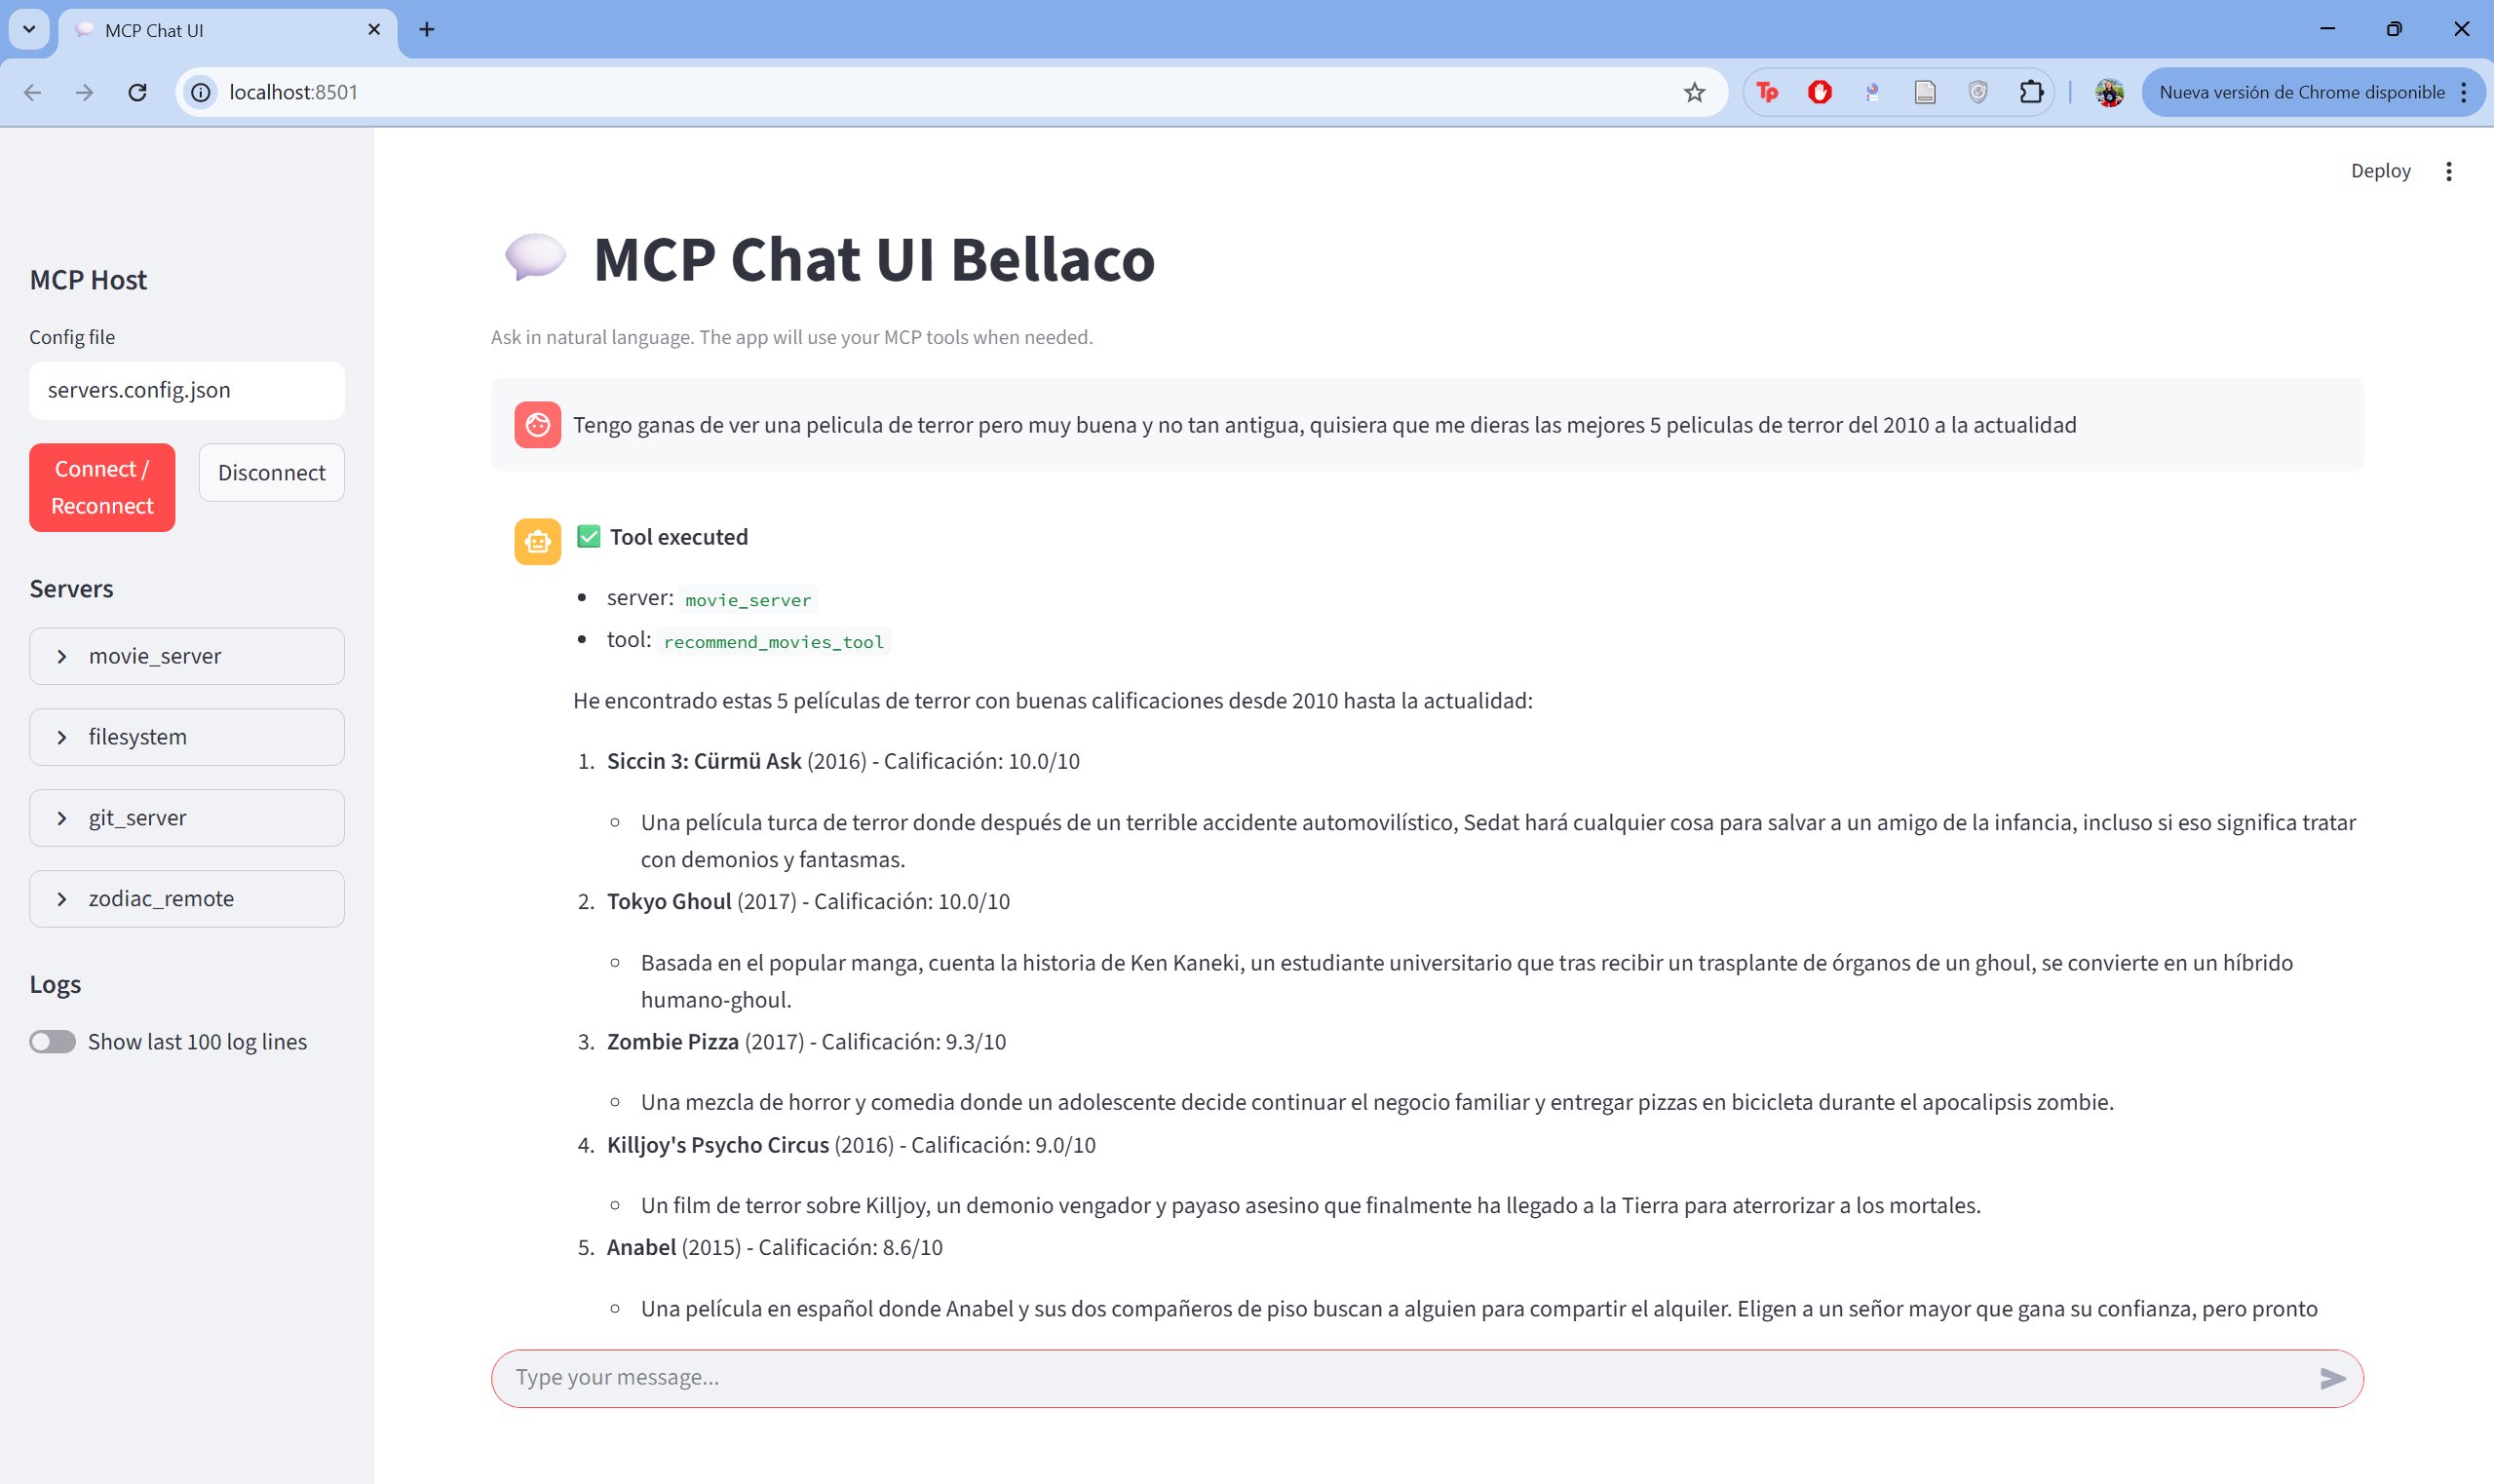 MCP Chat UI
localhost:8501
Tp
Nueva versión de Chrome disponible
Deploy
MCP Host
Config file
servers.config.json
Connect /
Reconnect
Disconnect
Servers
movie_server
filesystem
git_server
zodiac_remote
Logs
Show last 100 log lines
MCP Chat UI Bellaco
Ask in natural language. The app will use your MCP tools when needed.
Tengo ganas de ver una pelicula de terror pero muy buena y no tan antigua, quisiera que me dieras las mejores 5 peliculas de terror del 2010 a la actualidad
Tool executed
• server: movie_server
• tool: recommend_movies_tool
He encontrado estas 5 películas de terror con buenas calificaciones desde 2010 hasta la actualidad:
1. Siccin 3: Cürmü Ask (2016) - Calificación: 10.0/10
Una película turca de terror donde después de un terrible accidente automovilístico, Sedat hará cualquier cosa para salvar a un amigo de la infancia, incluso si eso significa tratar
con demonios y fantasmas.
2. Tokyo Ghoul (2017) - Calificación: 10.0/10
Basada en el popular manga, cuenta la historia de Ken Kaneki, un estudiante universitario que tras recibir un trasplante de órganos de un ghoul, se convierte en un híbrido
humano-ghoul.
3. Zombie Pizza (2017) - Calificación: 9.3/10
Una mezcla de horror y comedia donde un adolescente decide continuar el negocio familiar y entregar pizzas en bicicleta durante el apocalipsis zombie.
4. Killjoy's Psycho Circus (2016) - Calificación: 9.0/10
Un film de terror sobre Killjoy, un demonio vengador y payaso asesino que finalmente ha llegado a la Tierra para aterrorizar a los mortales.
5. Anabel (2015) - Calificación: 8.6/10
Una película en español donde Anabel y sus dos compañeros de piso buscan a alguien para compartir el alquiler. Eligen a un señor mayor que gana su confianza, pero pronto
Type your message...